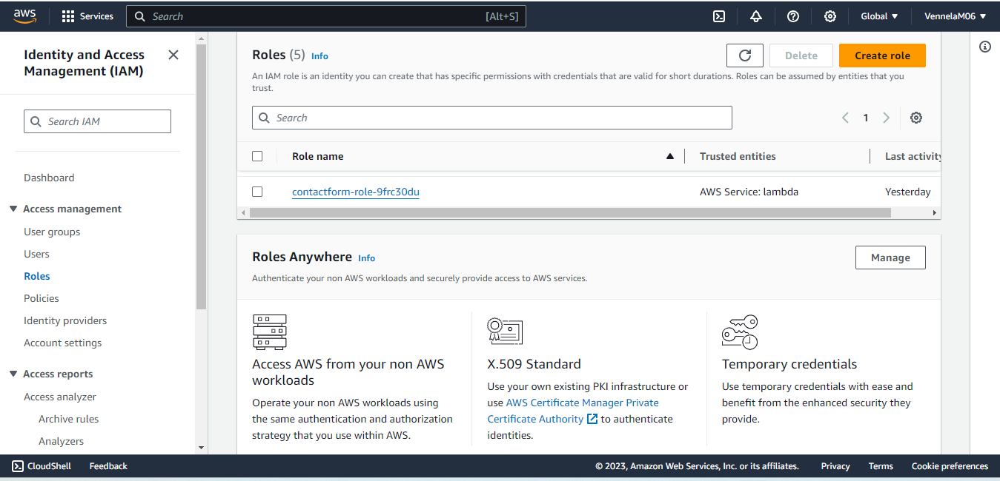 aws
Services
Search
[Alt+S]
Global
VennelaM06
Identity and Access
Management (IAM)
Search IAM
Dashboard
Access management
User groups
Users
Roles
Policies
Identity providers
Account settings
Access reports
Access analyzer
Archive rules
Analyzers
Roles (5) Info
Delete
Create role
An IAM role is an identity you can create that has specific permissions with credentials that are valid for short durations. Roles can be assumed by entities that you
trust.
Search
1
Role name
Trusted entities
Last activity
contactform-role-9frc30du
AWS Service: lambda
Yesterday
Roles Anywhere Info
Manage
Authenticate your non AWS workloads and securely provide access to AWS services.
Access AWS from your non AWS
workloads
Operate your non AWS workloads using
the same authentication and authorization
strategy that you use within AWS.
X.509 Standard
Use your own existing PKI infrastructure or
use AWS Certificate Manager Private
Certificate Authority to authenticate
identities.
Temporary credentials
Use temporary credentials with ease and
benefit from the enhanced security they
provide.
CloudShell
Feedback
© 2023, Amazon Web Services, Inc. or its affiliates.
Privacy
Terms
Cookie preferences